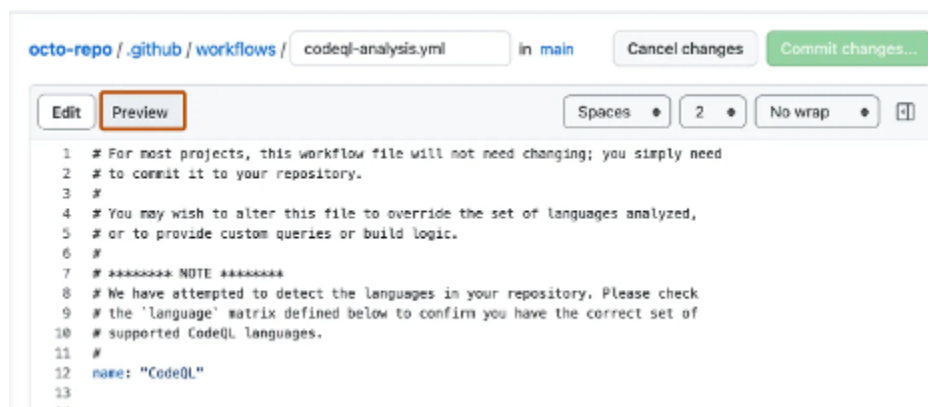 octo-repo / .github / workflows / codeql-analysis.yml in main Cancel changes Commit changes...
Edit Preview Spaces 2 No wrap
1 # For most projects, this workflow file will not need changing; you simply need
2 # to commit it to your repository.
3 #
4 # You may wish to alter this file to override the set of languages analyzed,
5 # or to provide custom queries or build logic.
6 #
7 # ******** NOTE ********
8 # We have attempted to detect the languages in your repository. Please check
9 # the `language` matrix defined below to confirm you have the correct set of
10 # supported CodeQL languages.
11 #
12 name: "CodeQL"
13